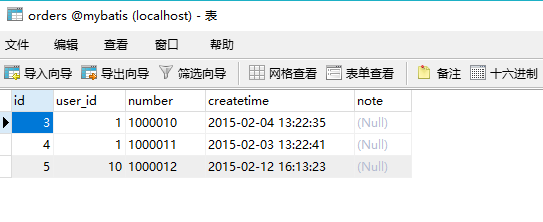 orders @mybatis (localhost) - 表
文件 编辑 查看 窗口 帮助
导入向导 导出向导 筛选向导 网格查看 表单查看 备注 十六进制
id user_id number createtime note
3 1 1000010 2015-02-04 13:22:35 (Null)
4 1 1000011 2015-02-03 13:22:41 (Null)
5 10 1000012 2015-02-12 16:13:23 (Null)